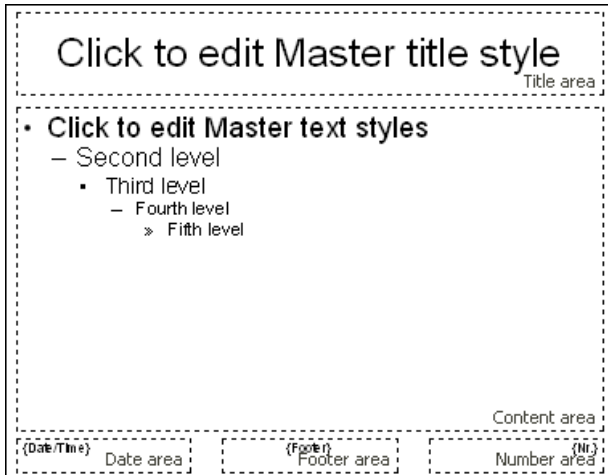 Click to edit Master title style
Title area
• Click to edit Master text styles
– Second level
• Third level
– Fourth level
» Fifth level
Content area
{Date/Time}
Date area
{Footer}
Footer area
{Nr.}
Number area